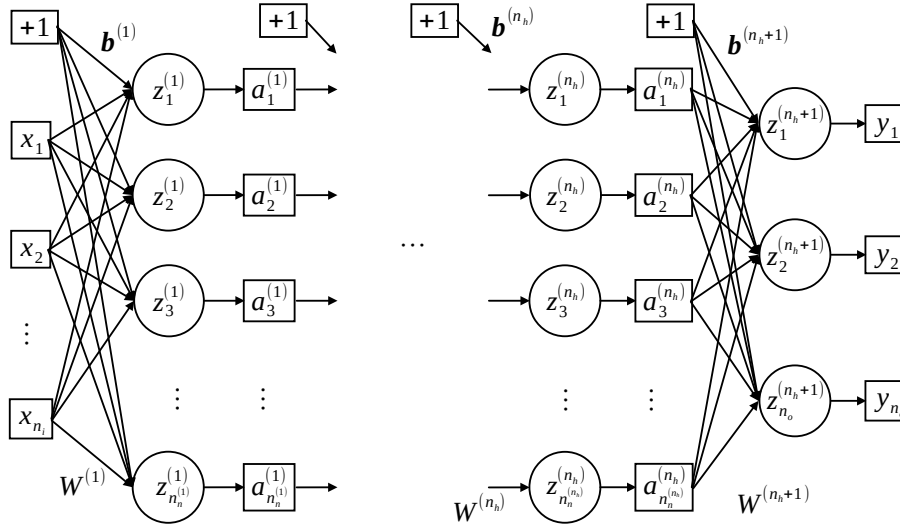 +1 b^(1) +1 +1 b^(n_h) +1 b^(n_h+1)
z_1^(1) a_1^(1) z_1^(n_h) a_1^(n_h)
x_1 z_1^(n_h+1) y_1
z_2^(1) a_2^(1) z_2^(n_h) a_2^(n_h)
x_2 ... z_2^(n_h+1) y_2
z_3^(1) a_3^(1) z_3^(n_h) a_3^(n_h)
⋮
⋮ ⋮ ⋮ ⋮
x_{n_i} z_{n_o}^(n_h+1)
W^(1) z_{n_n^(1)}^(1) a_{n_n^(1)}^(1) W^(n_h) z_{n_n^(n_h)}^(n_h) a_{n_n^(n_h)}^(n_h) W^(n_h+1)